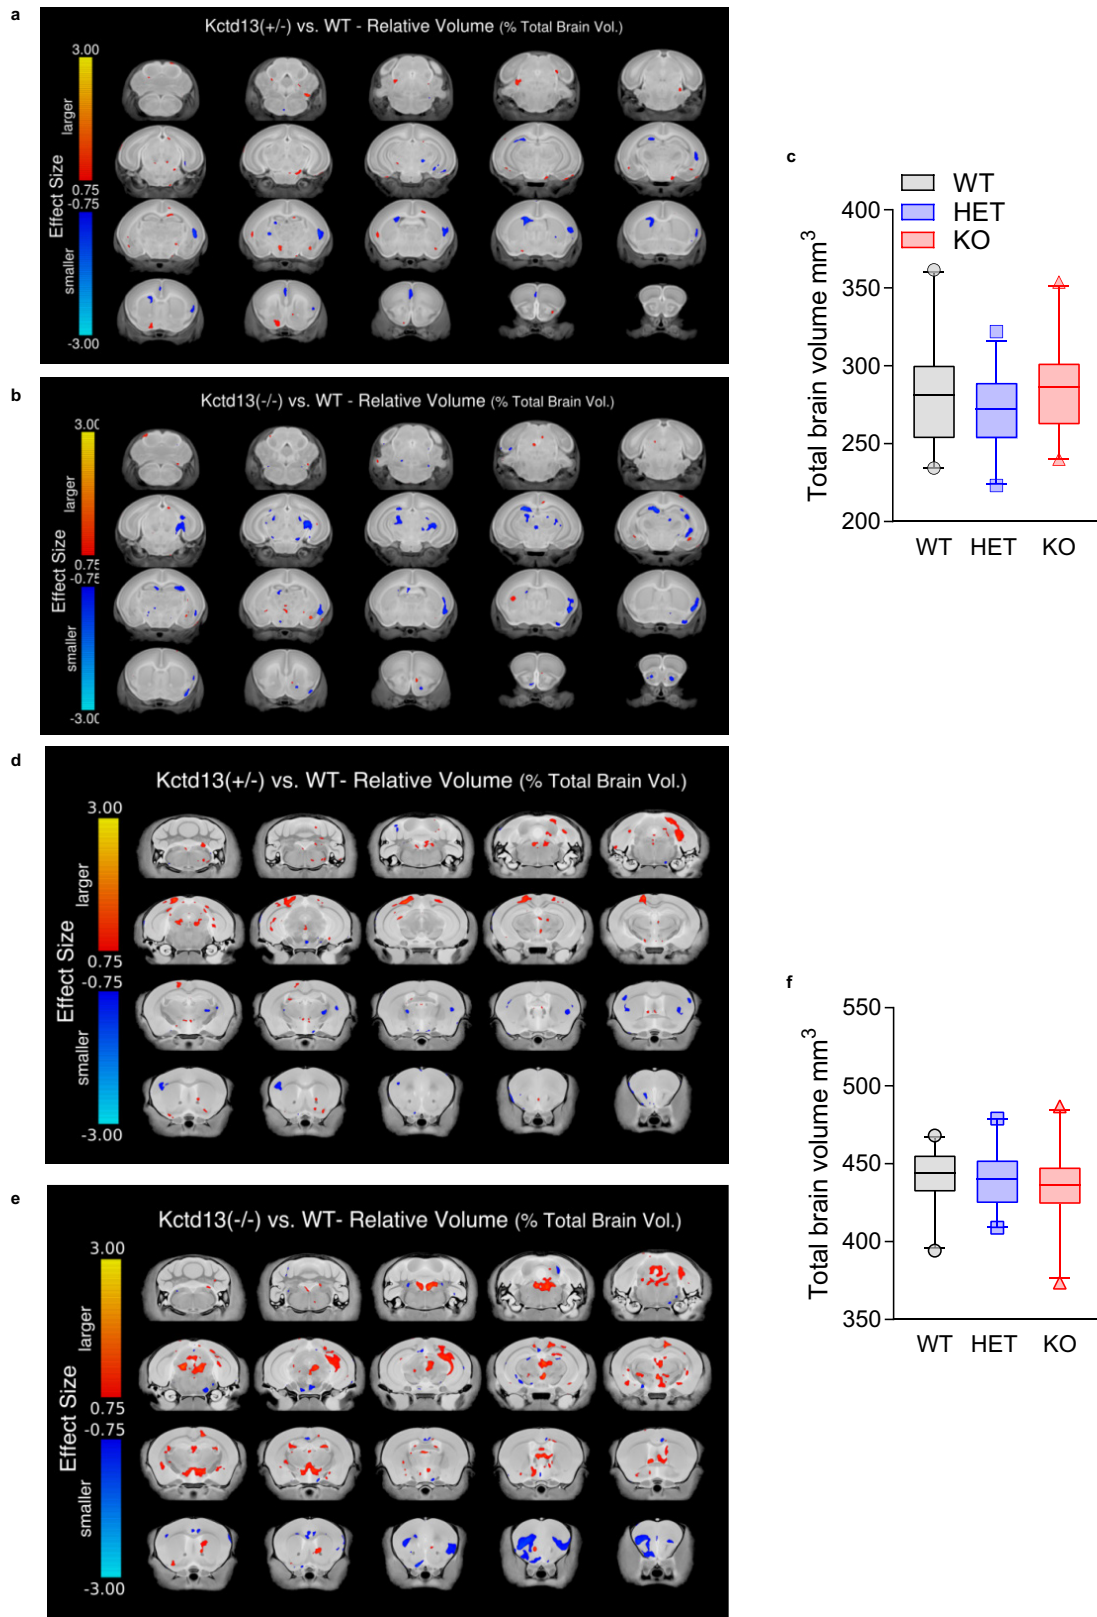 a
Kctd13(+/-) vs. WT - Relative Volume (% Total Brain Vol.)
3.00
larger
Effect Size
0.75
-0.75
smaller
-3.00
b
Kctd13(-/-) vs. WT - Relative Volume (% Total Brain Vol.)
3.00
larger
Effect Size
0.75
-0.75
smaller
-3.00
c
WT
HET
KO
400
350
300
250
200
Total brain volume mm³
WT HET KO
d
Kctd13(+/-) vs. WT- Relative Volume (% Total Brain Vol.)
3.00
larger
Effect Size
0.75
-0.75
smaller
-3.00
e
Kctd13(-/-) vs. WT- Relative Volume (% Total Brain Vol.)
3.00
larger
Effect Size
0.75
-0.75
smaller
-3.00
f
550
500
450
400
350
Total brain volume mm³
WT HET KO